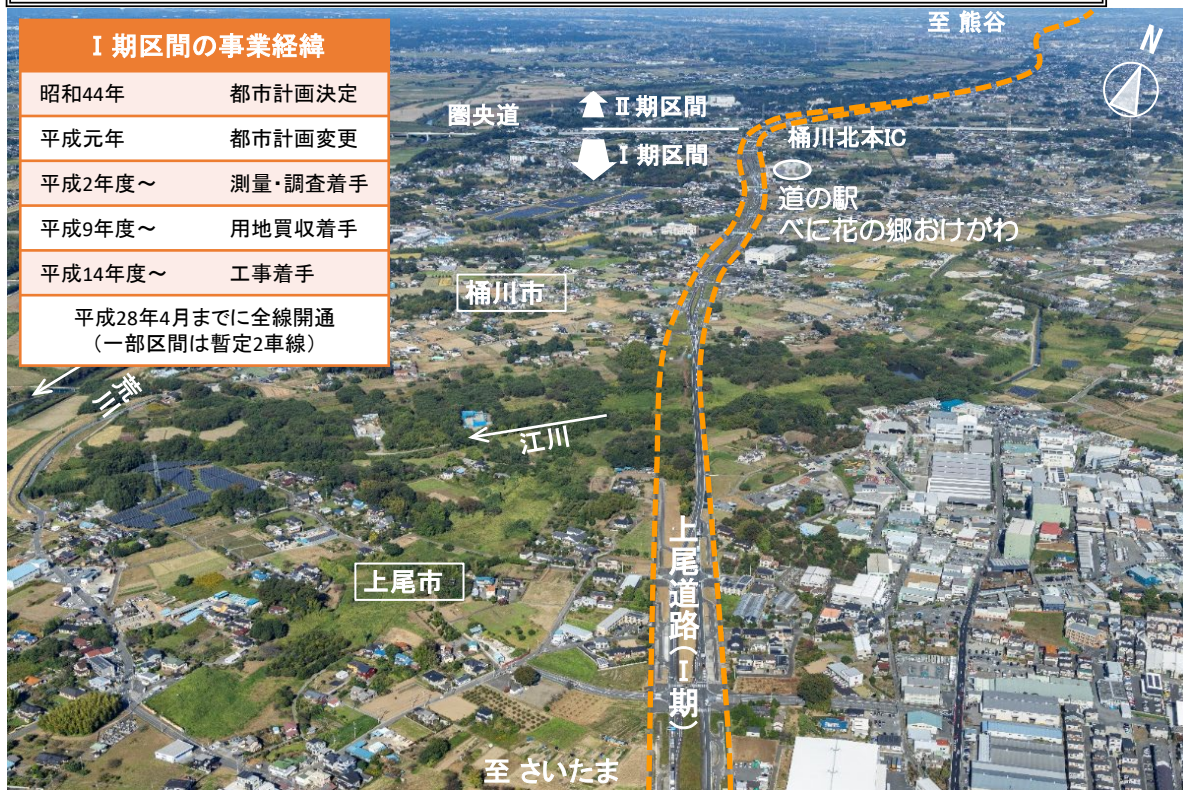 Ⅰ期区間の事業経緯
昭和44年 都市計画決定
平成元年 都市計画変更
平成2年度～ 測量・調査着手
平成9年度～ 用地買収着手
平成14年度～ 工事着手
平成28年4月までに全線開通
（一部区間は暫定2車線）
至 熊谷
N
圏央道
Ⅱ期区間
Ⅰ期区間
桶川北本IC
道の駅
べに花の郷おけがわ
桶川市
荒川
江川
上尾市
上尾道路(Ⅰ期)
至 さいたま